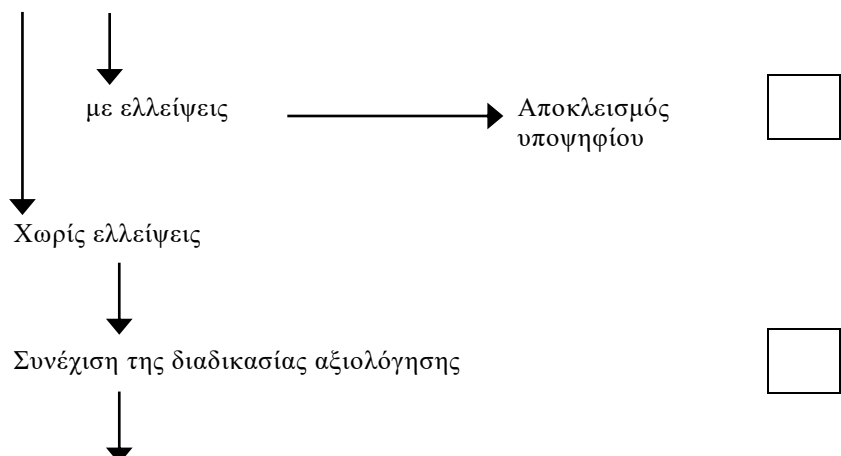 με ελλείψεις
Αποκλεισμός
υποψηφίου
Χωρίς ελλείψεις
Συνέχιση της διαδικασίας αξιολόγησης